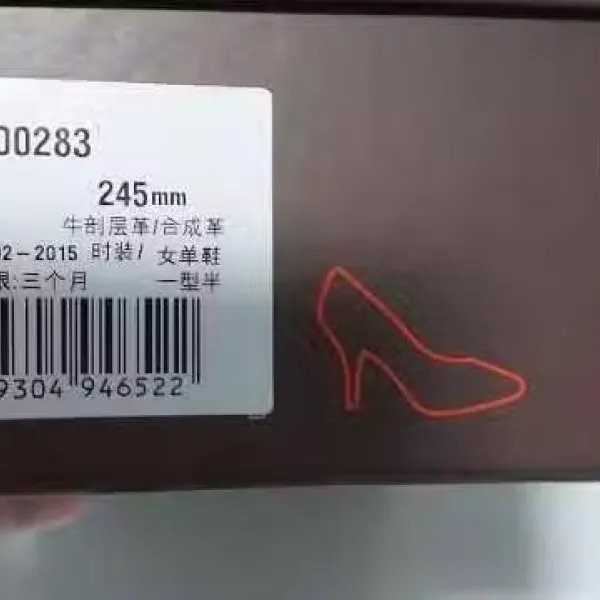 00283
245mm
牛剖层革/合成革
02-2015 时装/ 女单鞋
限:三个月 一型半
9304 946522